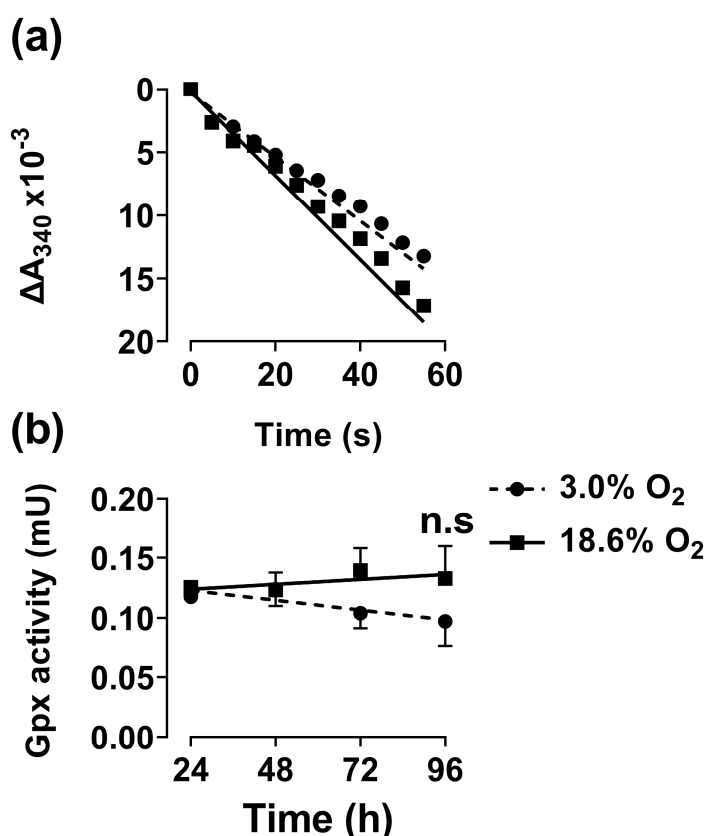 (a)
ΔA340 x10-3
0
5
10
15
20
0 20 40 60
Time (s)
(b)
Gpx activity (mU)
0.20
0.15
0.10
0.05
0.00
n.s
24 48 72 96
Time (h)
3.0% O2
18.6% O2